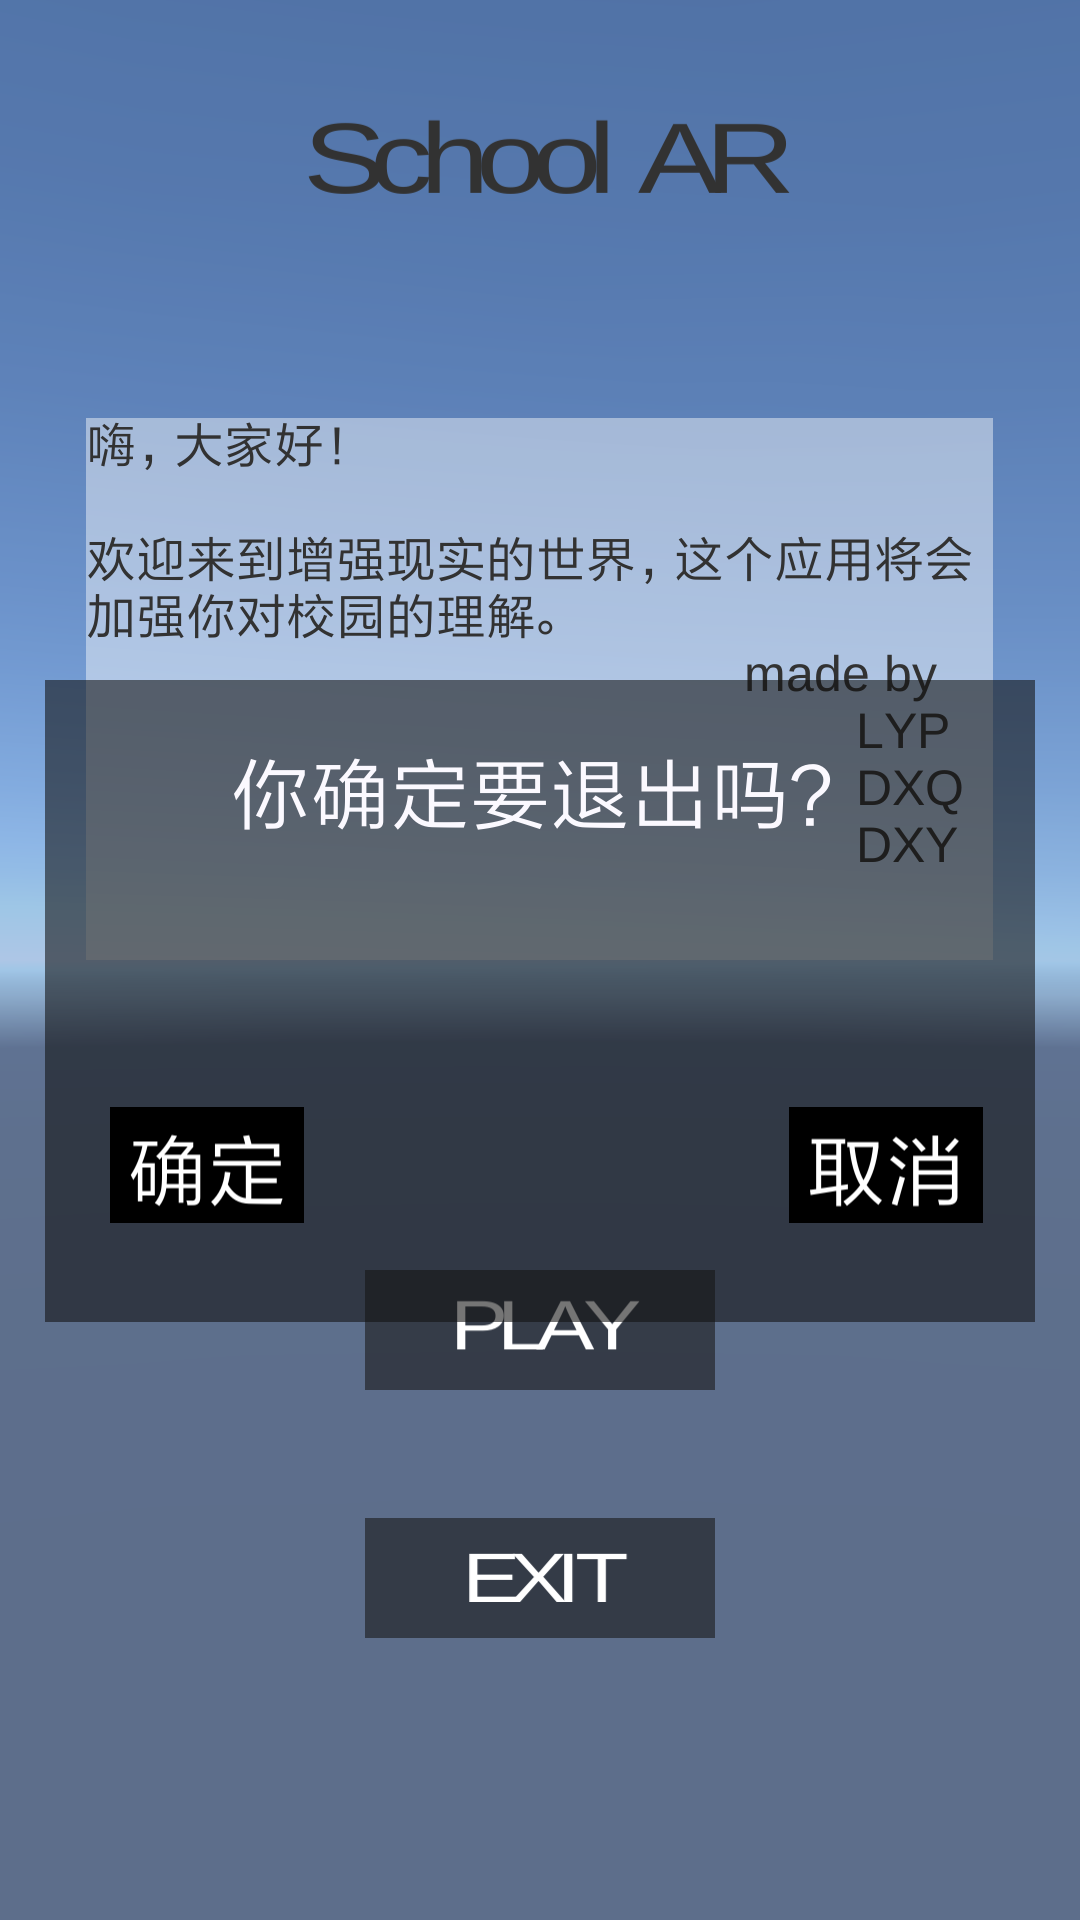 School AR
嗨，大家好！
欢迎来到增强现实的世界，这个应用将会
加强你对校园的理解。
made by
LYP
DXQ
DXY
你确定要退出吗？
确定
取消
PLAY
EXIT